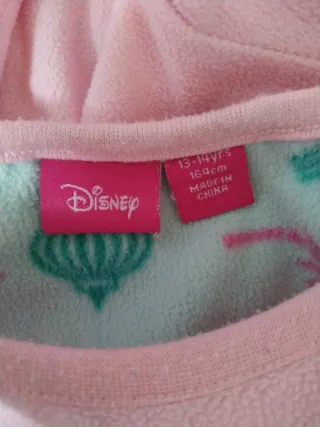 Disney
13-14yrs
164cm
MADE IN
CHINA